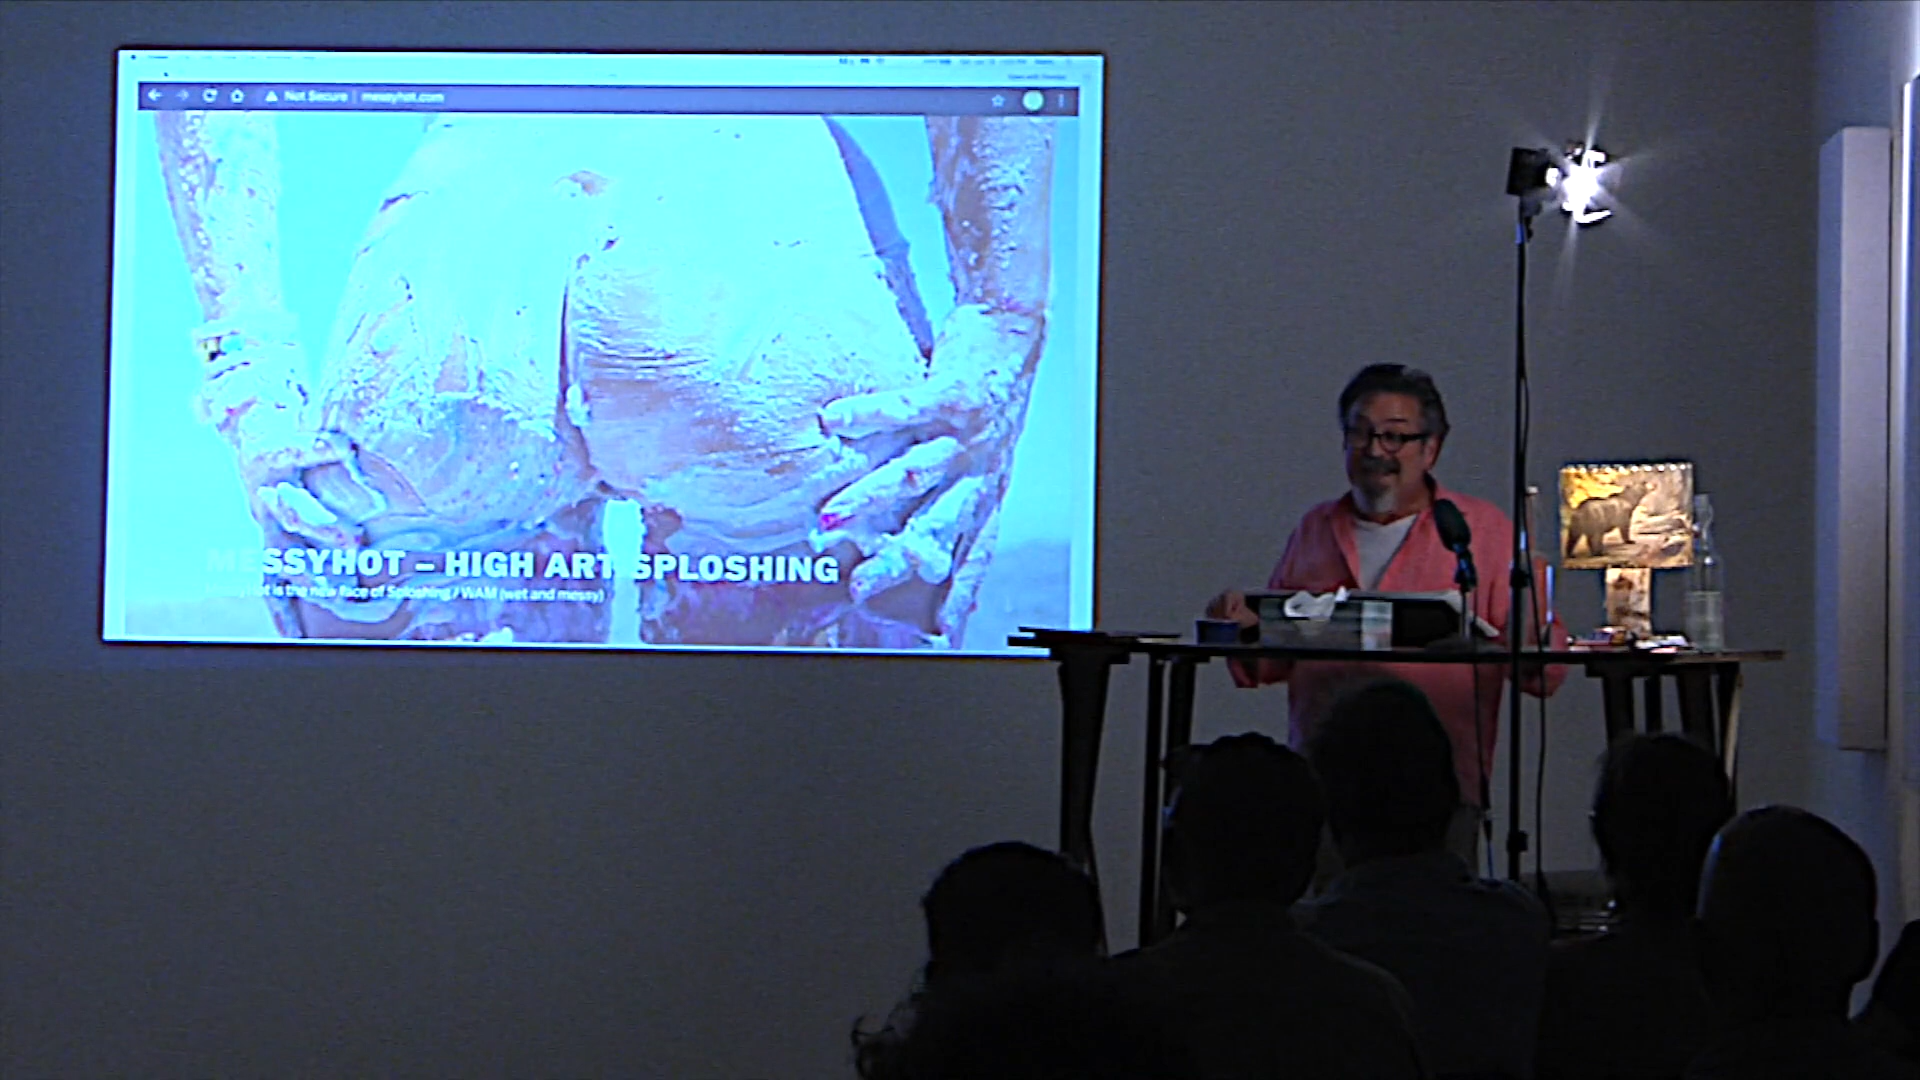 Not Secure | messyhot.com
MESSYHOT – HIGH ART SPLOSHING
is the new face of Sploshing / WAM (wet and messy)